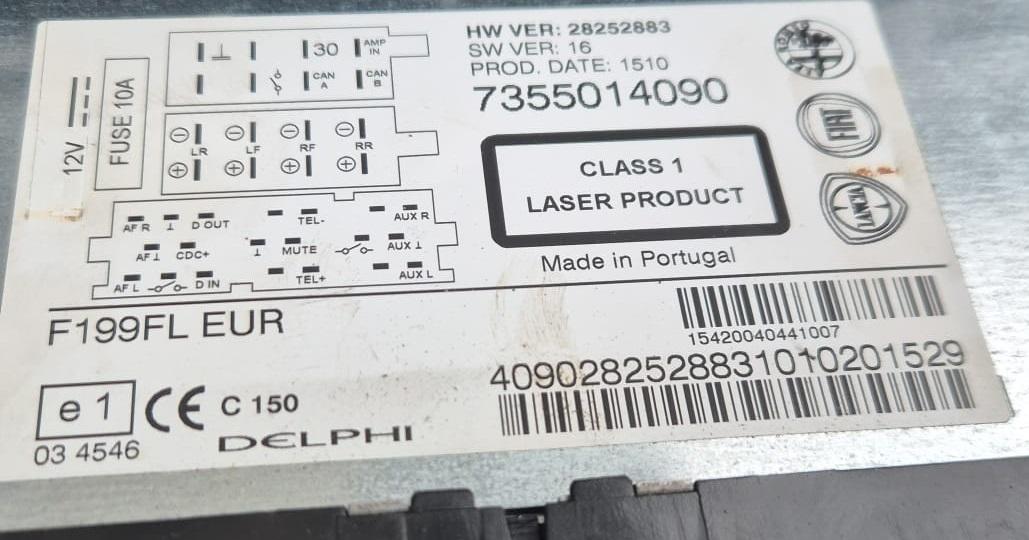 HW VER: 28252883
SW VER: 16
PROD. DATE: 1510
7355014090
12V
FUSE 10A
30 AMP IN
CAN A CAN B
LR LF RF RR
AF R D OUT TEL- AUX R
AF CDC+ MUTE AUX
AF L D IN TEL+ AUX L
CLASS 1
LASER PRODUCT
Made in Portugal
FIAT
LANCIA
F199FL EUR
15420040441007
4090282528831010201529
e 1
03 4546
CE C 150
DELPHI